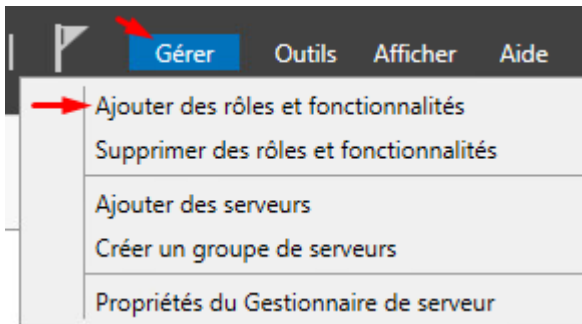 Gérer Outils Afficher Aide
Ajouter des rôles et fonctionnalités
Supprimer des rôles et fonctionnalités
Ajouter des serveurs
Créer un groupe de serveurs
Propriétés du Gestionnaire de serveur